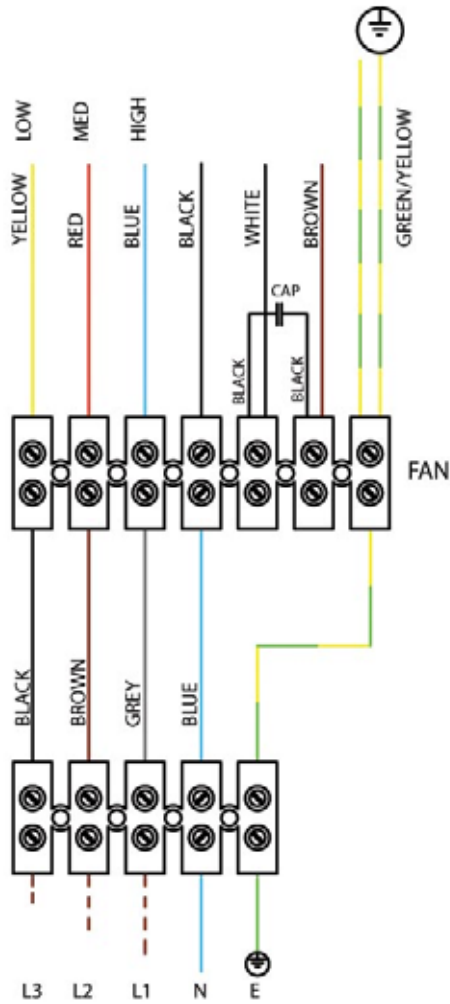 LOW
MED
HIGH
YELLOW
RED
BLUE
BLACK
WHITE
BROWN
GREEN/YELLOW
CAP
BLACK
BLACK
FAN
BLACK
BROWN
GREY
BLUE
L3
L2
L1
N
E